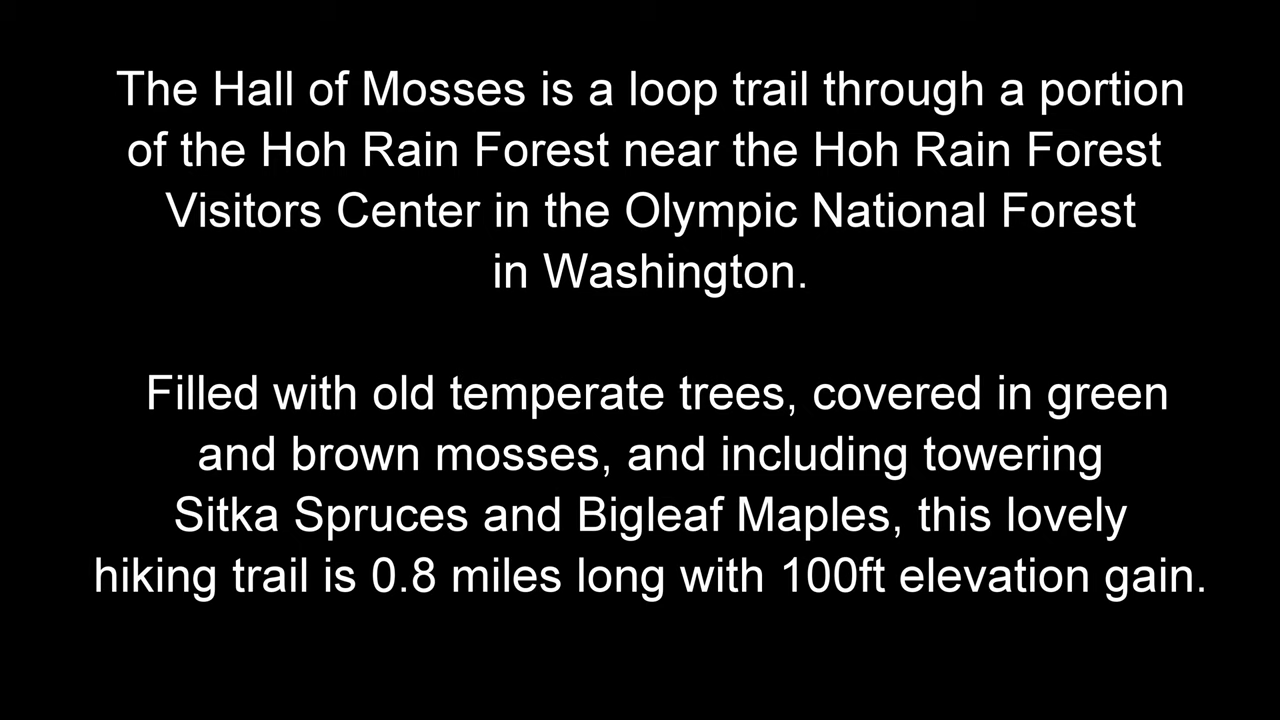 The Hall of Mosses is a loop trail through a portion
of the Hoh Rain Forest near the Hoh Rain Forest
Visitors Center in the Olympic National Forest
in Washington.
Filled with old temperate trees, covered in green
and brown mosses, and including towering
Sitka Spruces and Bigleaf Maples, this lovely
hiking trail is 0.8 miles long with 100ft elevation gain.